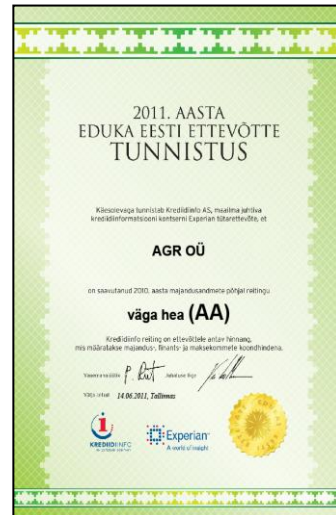 2011. AASTA
EDUKA EESTI ETTEVÕTTE
TUNNISTUS
Käesolevaga tunnistab Krediidiinfo AS, maailma juhtiva
krediidiinformatsiooni kontserni Experian tütarettevõte, et
AGR OÜ
on saavutanud 2010. aasta majandusandmete põhjal reitingu
väga hea (AA)
Krediidiinfo reiting on ettevõttele antav hinnang,
mis määratakse majandus-, finants- ja maksekommete koondhindena.
Välja antud 14.06.2011, Tallinnas
KREDIIDIINFO
Experian
A world of insight